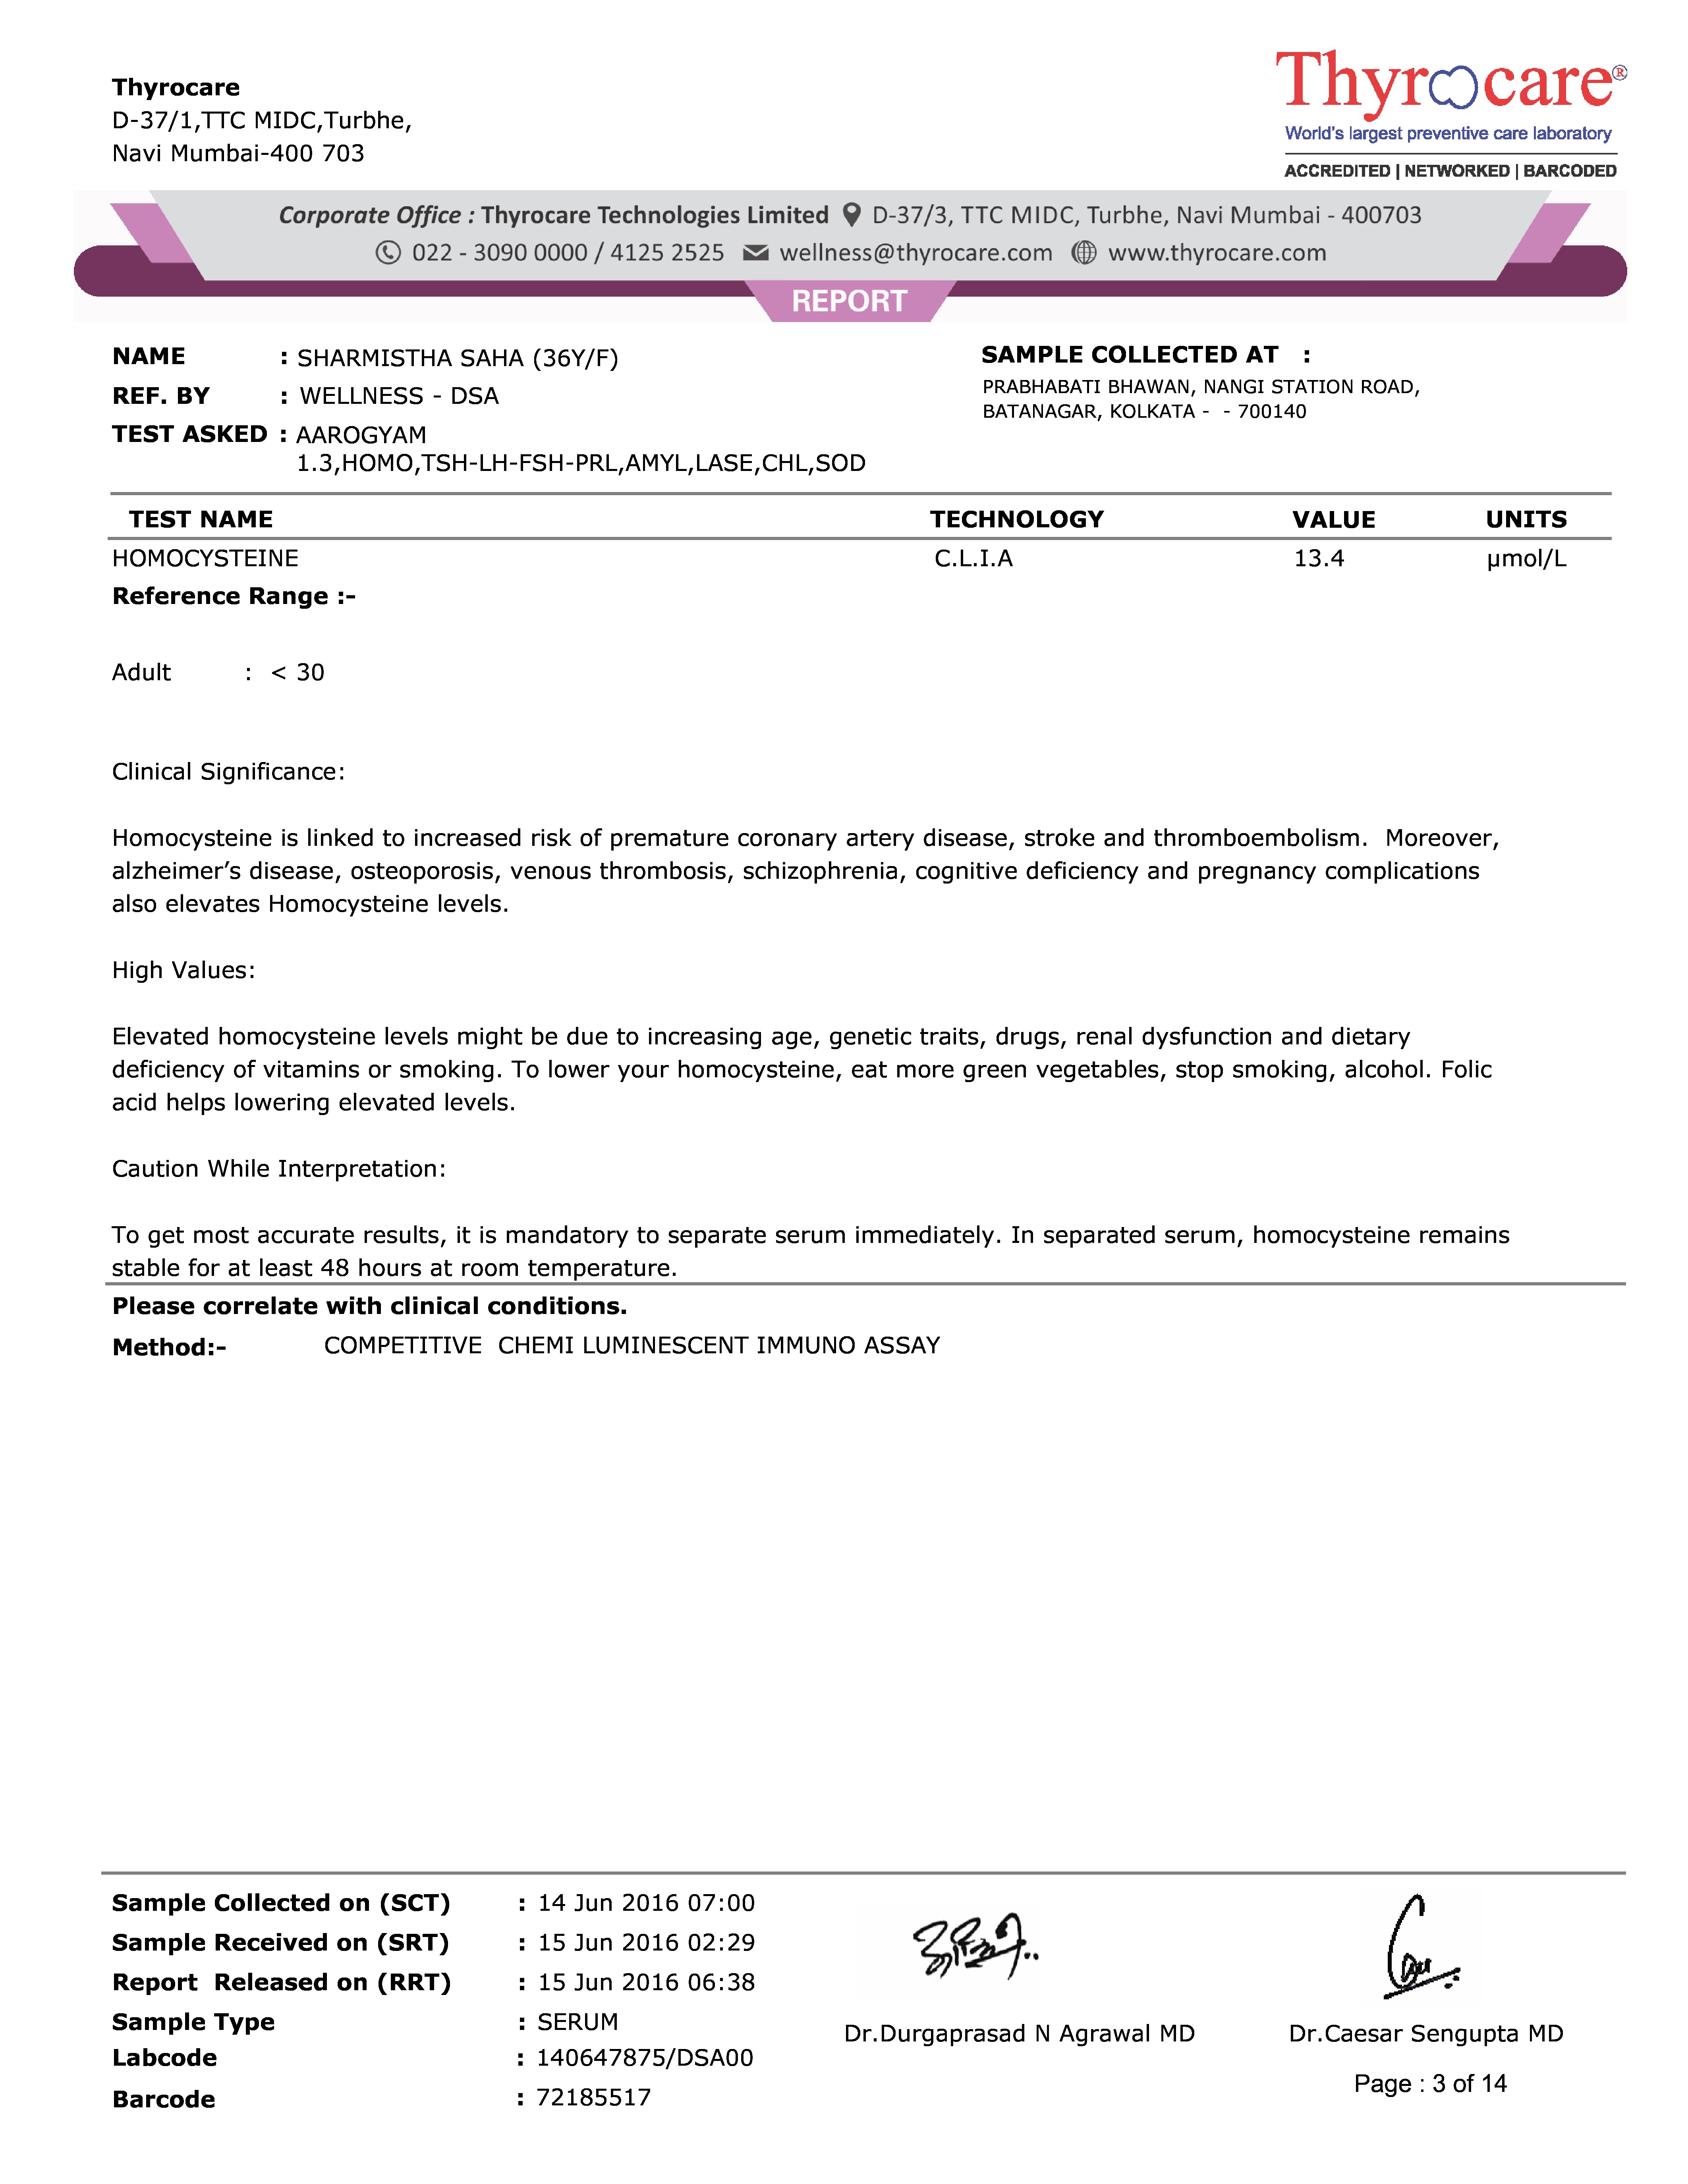 Thyrocare
D-37/1,TTC MIDC,Turbhe,
Navi Mumbai-400 703
Thyrocare®
World's largest preventive care laboratory
ACCREDITED | NETWORKED | BARCODED
Corporate Office : Thyrocare Technologies Limited D-37/3, TTC MIDC, Turbhe, Navi Mumbai - 400703
022 - 3090 0000 / 4125 2525 wellness@thyrocare.com www.thyrocare.com
REPORT
NAME : SHARMISTHA SAHA (36Y/F)
REF. BY : WELLNESS - DSA
TEST ASKED : AAROGYAM
1.3,HOMO,TSH-LH-FSH-PRL,AMYL,LASE,CHL,SOD
SAMPLE COLLECTED AT :
PRABHABATI BHAWAN, NANGI STATION ROAD,
BATANAGAR, KOLKATA - - 700140
TEST NAME TECHNOLOGY VALUE UNITS
HOMOCYSTEINE C.L.I.A 13.4 µmol/L
Reference Range :-
Adult : < 30
Clinical Significance:
Homocysteine is linked to increased risk of premature coronary artery disease, stroke and thromboembolism. Moreover,
alzheimer’s disease, osteoporosis, venous thrombosis, schizophrenia, cognitive deficiency and pregnancy complications
also elevates Homocysteine levels.
High Values:
Elevated homocysteine levels might be due to increasing age, genetic traits, drugs, renal dysfunction and dietary
deficiency of vitamins or smoking. To lower your homocysteine, eat more green vegetables, stop smoking, alcohol. Folic
acid helps lowering elevated levels.
Caution While Interpretation:
To get most accurate results, it is mandatory to separate serum immediately. In separated serum, homocysteine remains
stable for at least 48 hours at room temperature.
Please correlate with clinical conditions.
Method:- COMPETITIVE CHEMI LUMINESCENT IMMUNO ASSAY
Sample Collected on (SCT) : 14 Jun 2016 07:00
Sample Received on (SRT) : 15 Jun 2016 02:29
Report Released on (RRT) : 15 Jun 2016 06:38
Sample Type : SERUM
Labcode : 140647875/DSA00
Barcode : 72185517
Dr.Durgaprasad N Agrawal MD
Dr.Caesar Sengupta MD
Page : 3 of 14